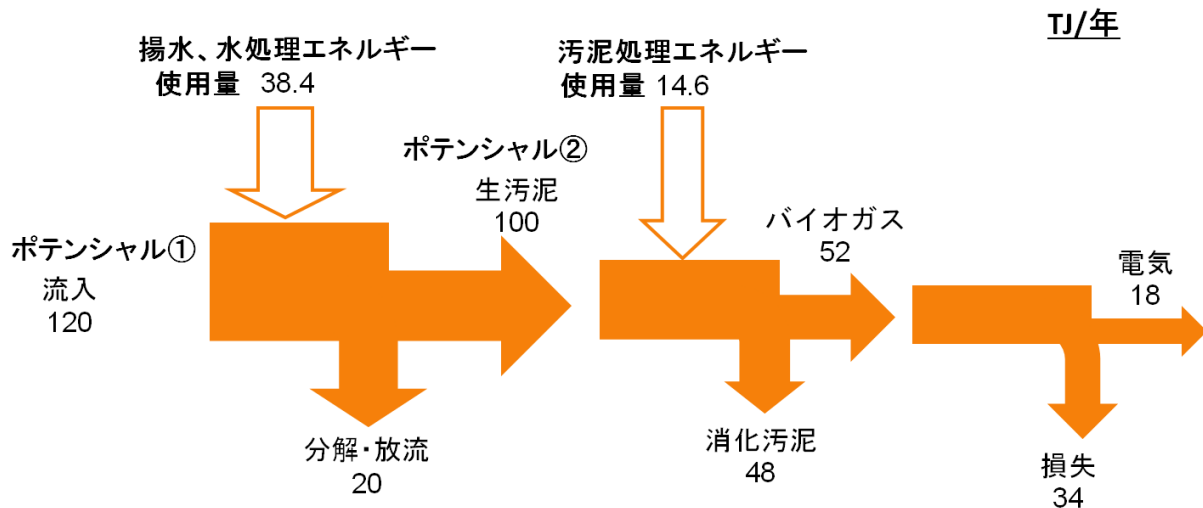 TJ/年
揚水、水処理エネルギー
使用量 38.4
汚泥処理エネルギー
使用量 14.6
ポテンシャル②
生汚泥
100
バイオガス
52
電気
18
ポテンシャル①
流入
120
分解・放流
20
消化汚泥
48
損失
34